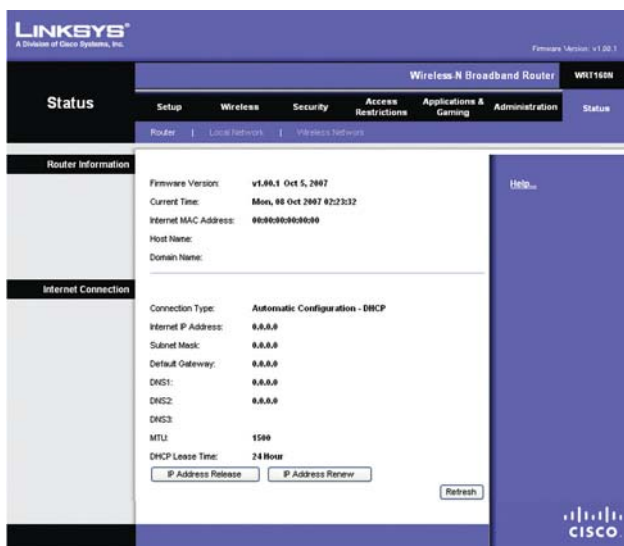 LINKSYS®
A Division of Cisco Systems, Inc.
Firmware Version: v1.00.1
Wireless-N Broadband Router WRT160N
Status
Setup Wireless Security Access Restrictions Applications & Gaming Administration Status
Router | Local Network | Wireless Network
Router Information
Firmware Version: v1.00.1 Oct 5, 2007
Help...
Current Time: Mon, 08 Oct 2007 02:23:32
Internet MAC Address: 00:00:00:00:00:00
Host Name:
Domain Name:
Internet Connection
Connection Type: Automatic Configuration - DHCP
Internet IP Address: 0.0.0.0
Subnet Mask: 0.0.0.0
Default Gateway: 0.0.0.0
DNS1: 0.0.0.0
DNS2: 0.0.0.0
DNS3:
MTU: 1500
DHCP Lease Time: 24 Hour
IP Address Release IP Address Renew
Refresh
CISCO.